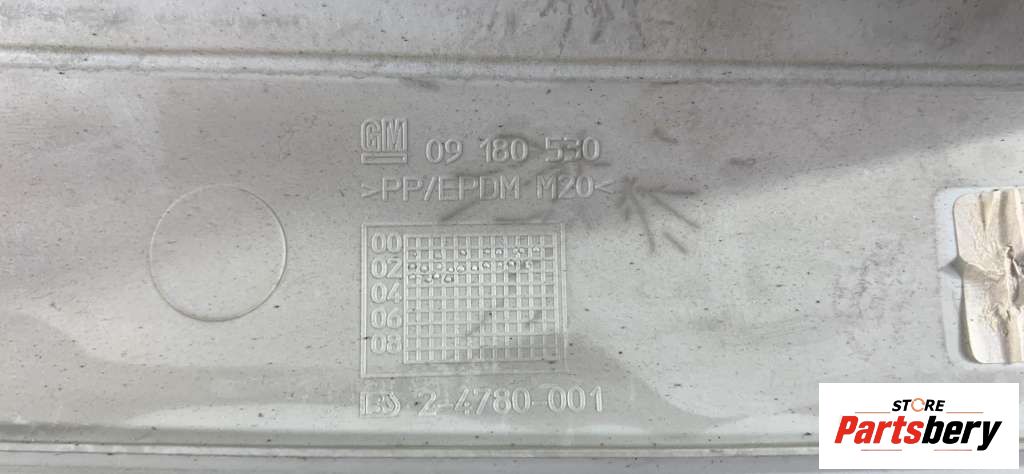 GM 09 180 530
>PP/EPDM M20<
00
02
04
06
08
2-4780-001
STORE
Partsbery